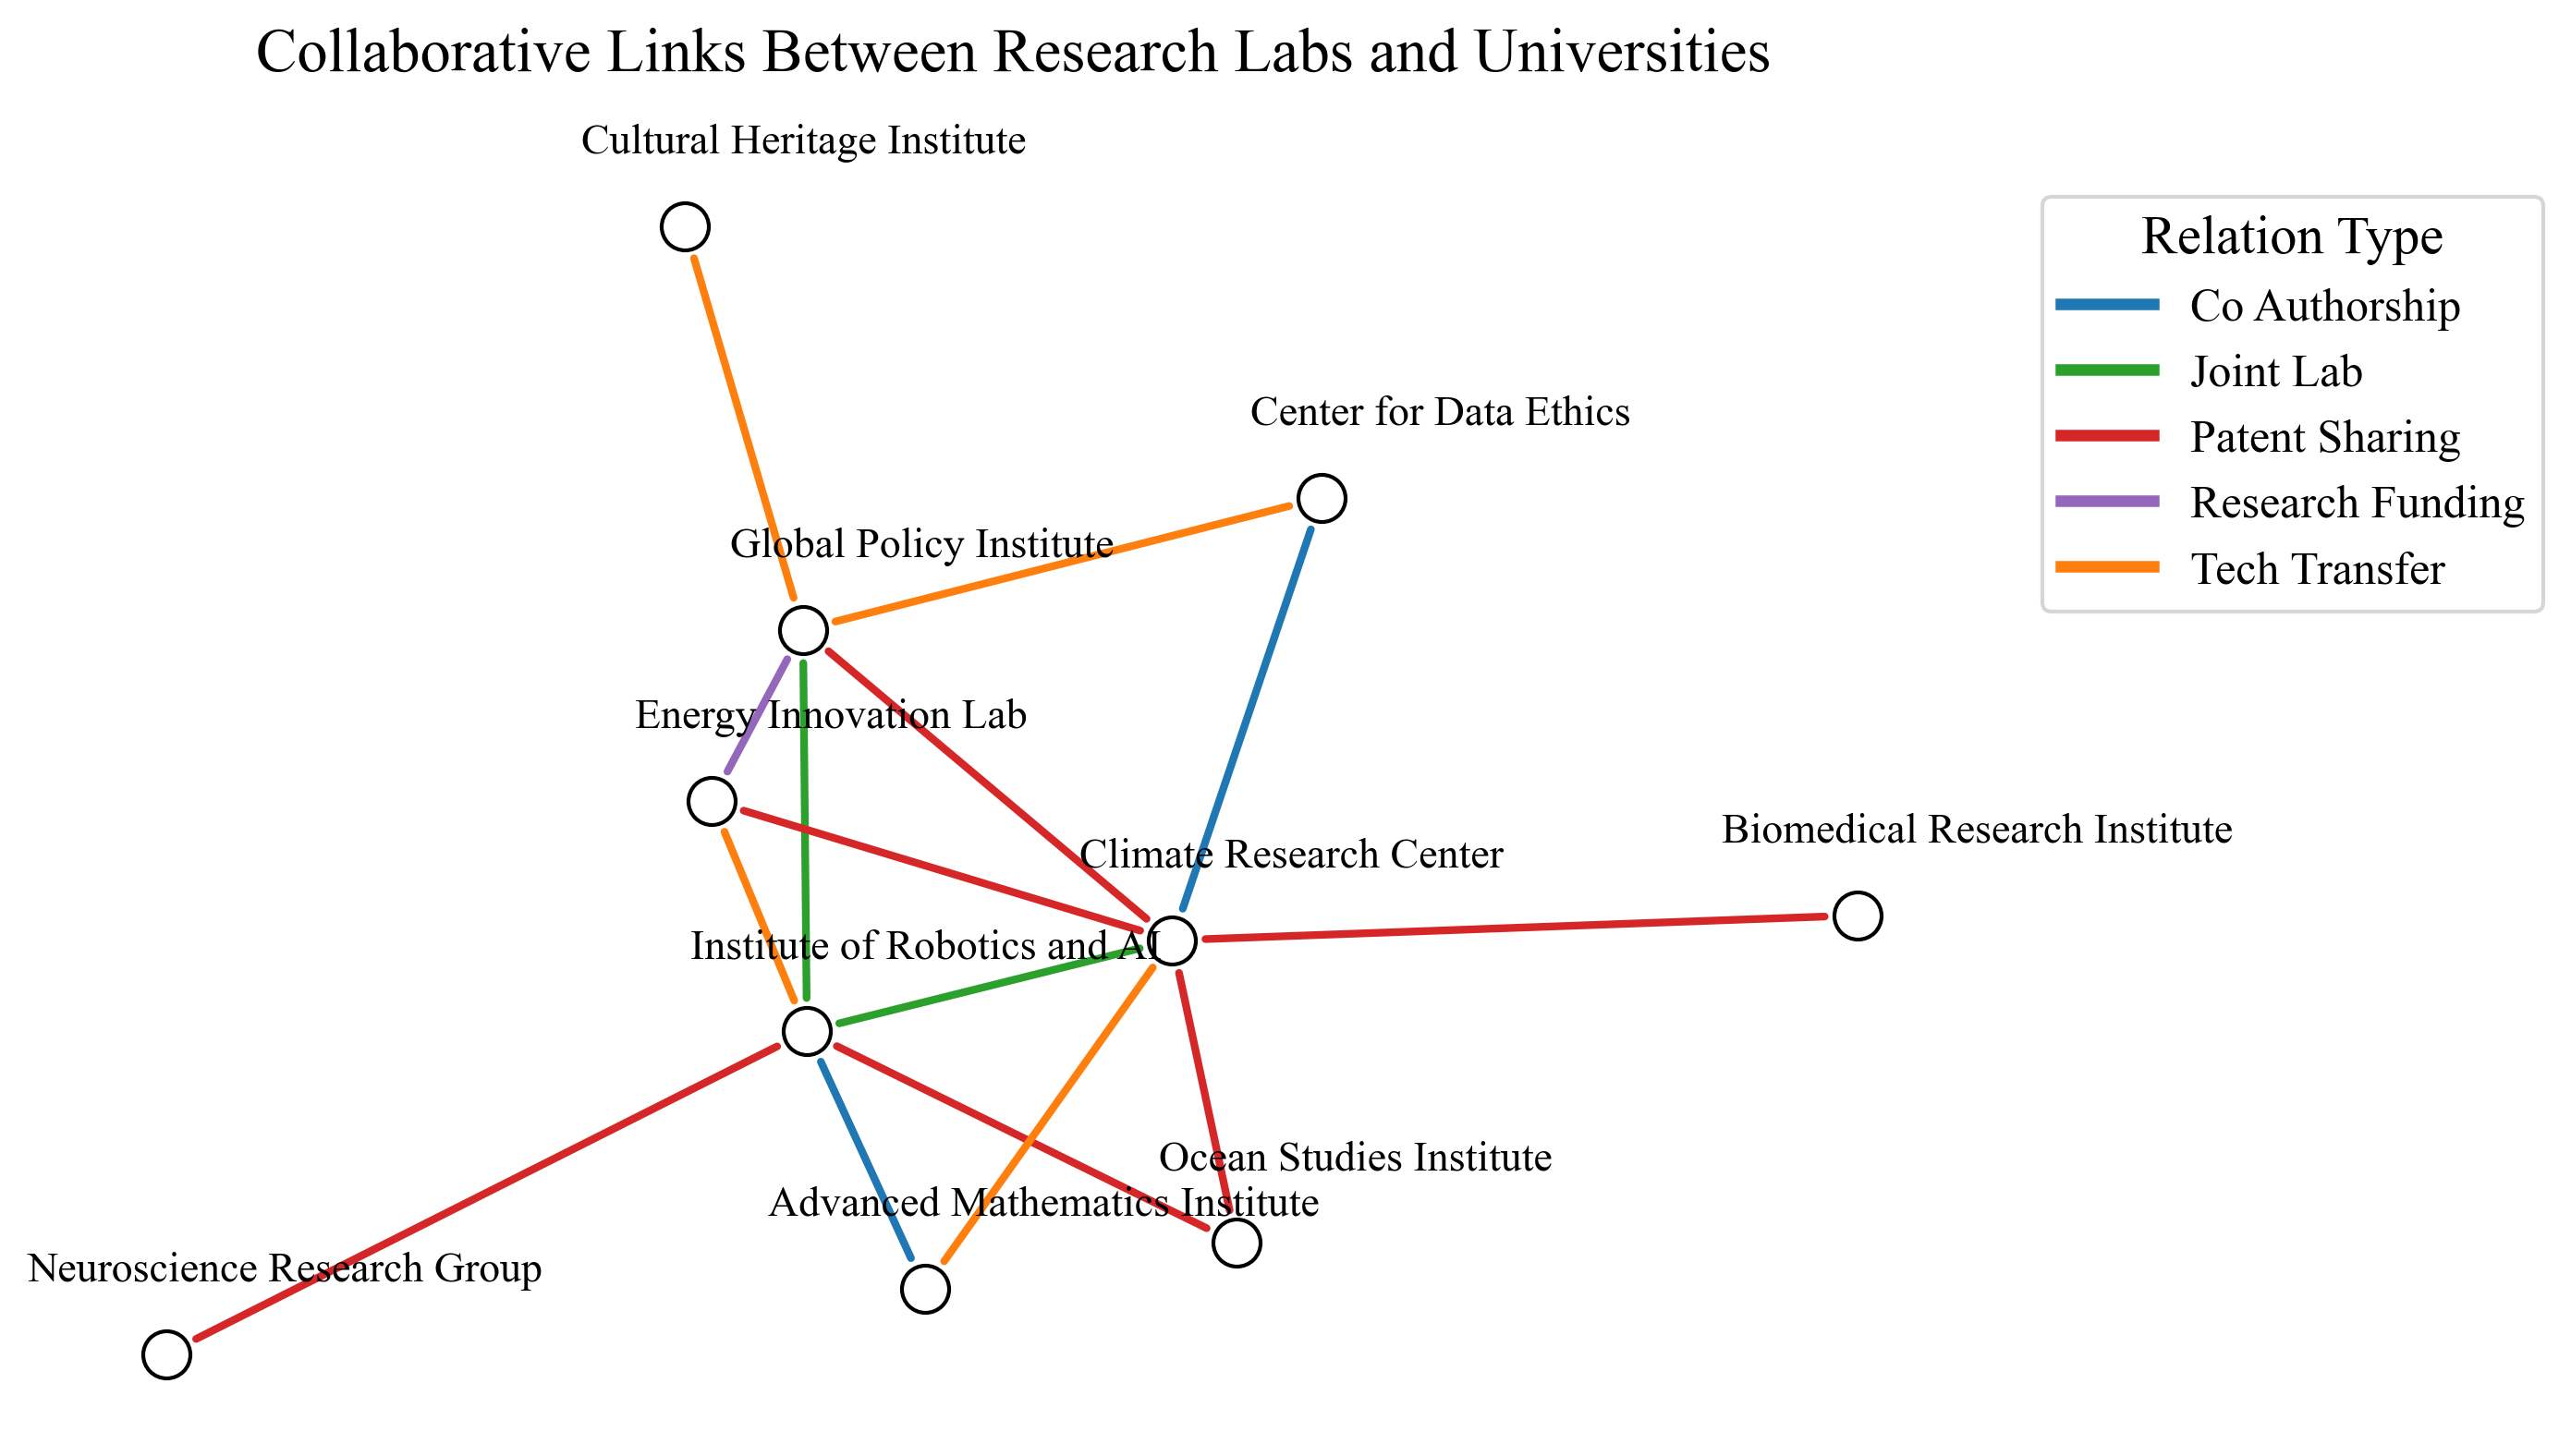 Collaborative Links Between Research Labs and Universities
Cultural Heritage Institute
Relation Type
Co Authorship
Joint Lab
Patent Sharing
Research Funding
Tech Transfer
Center for Data Ethics
Global Policy Institute
Energy Innovation Lab
Biomedical Research Institute
Climate Research Center
Institute of Robotics and AI
Ocean Studies Institute
Advanced Mathematics Institute
Neuroscience Research Group